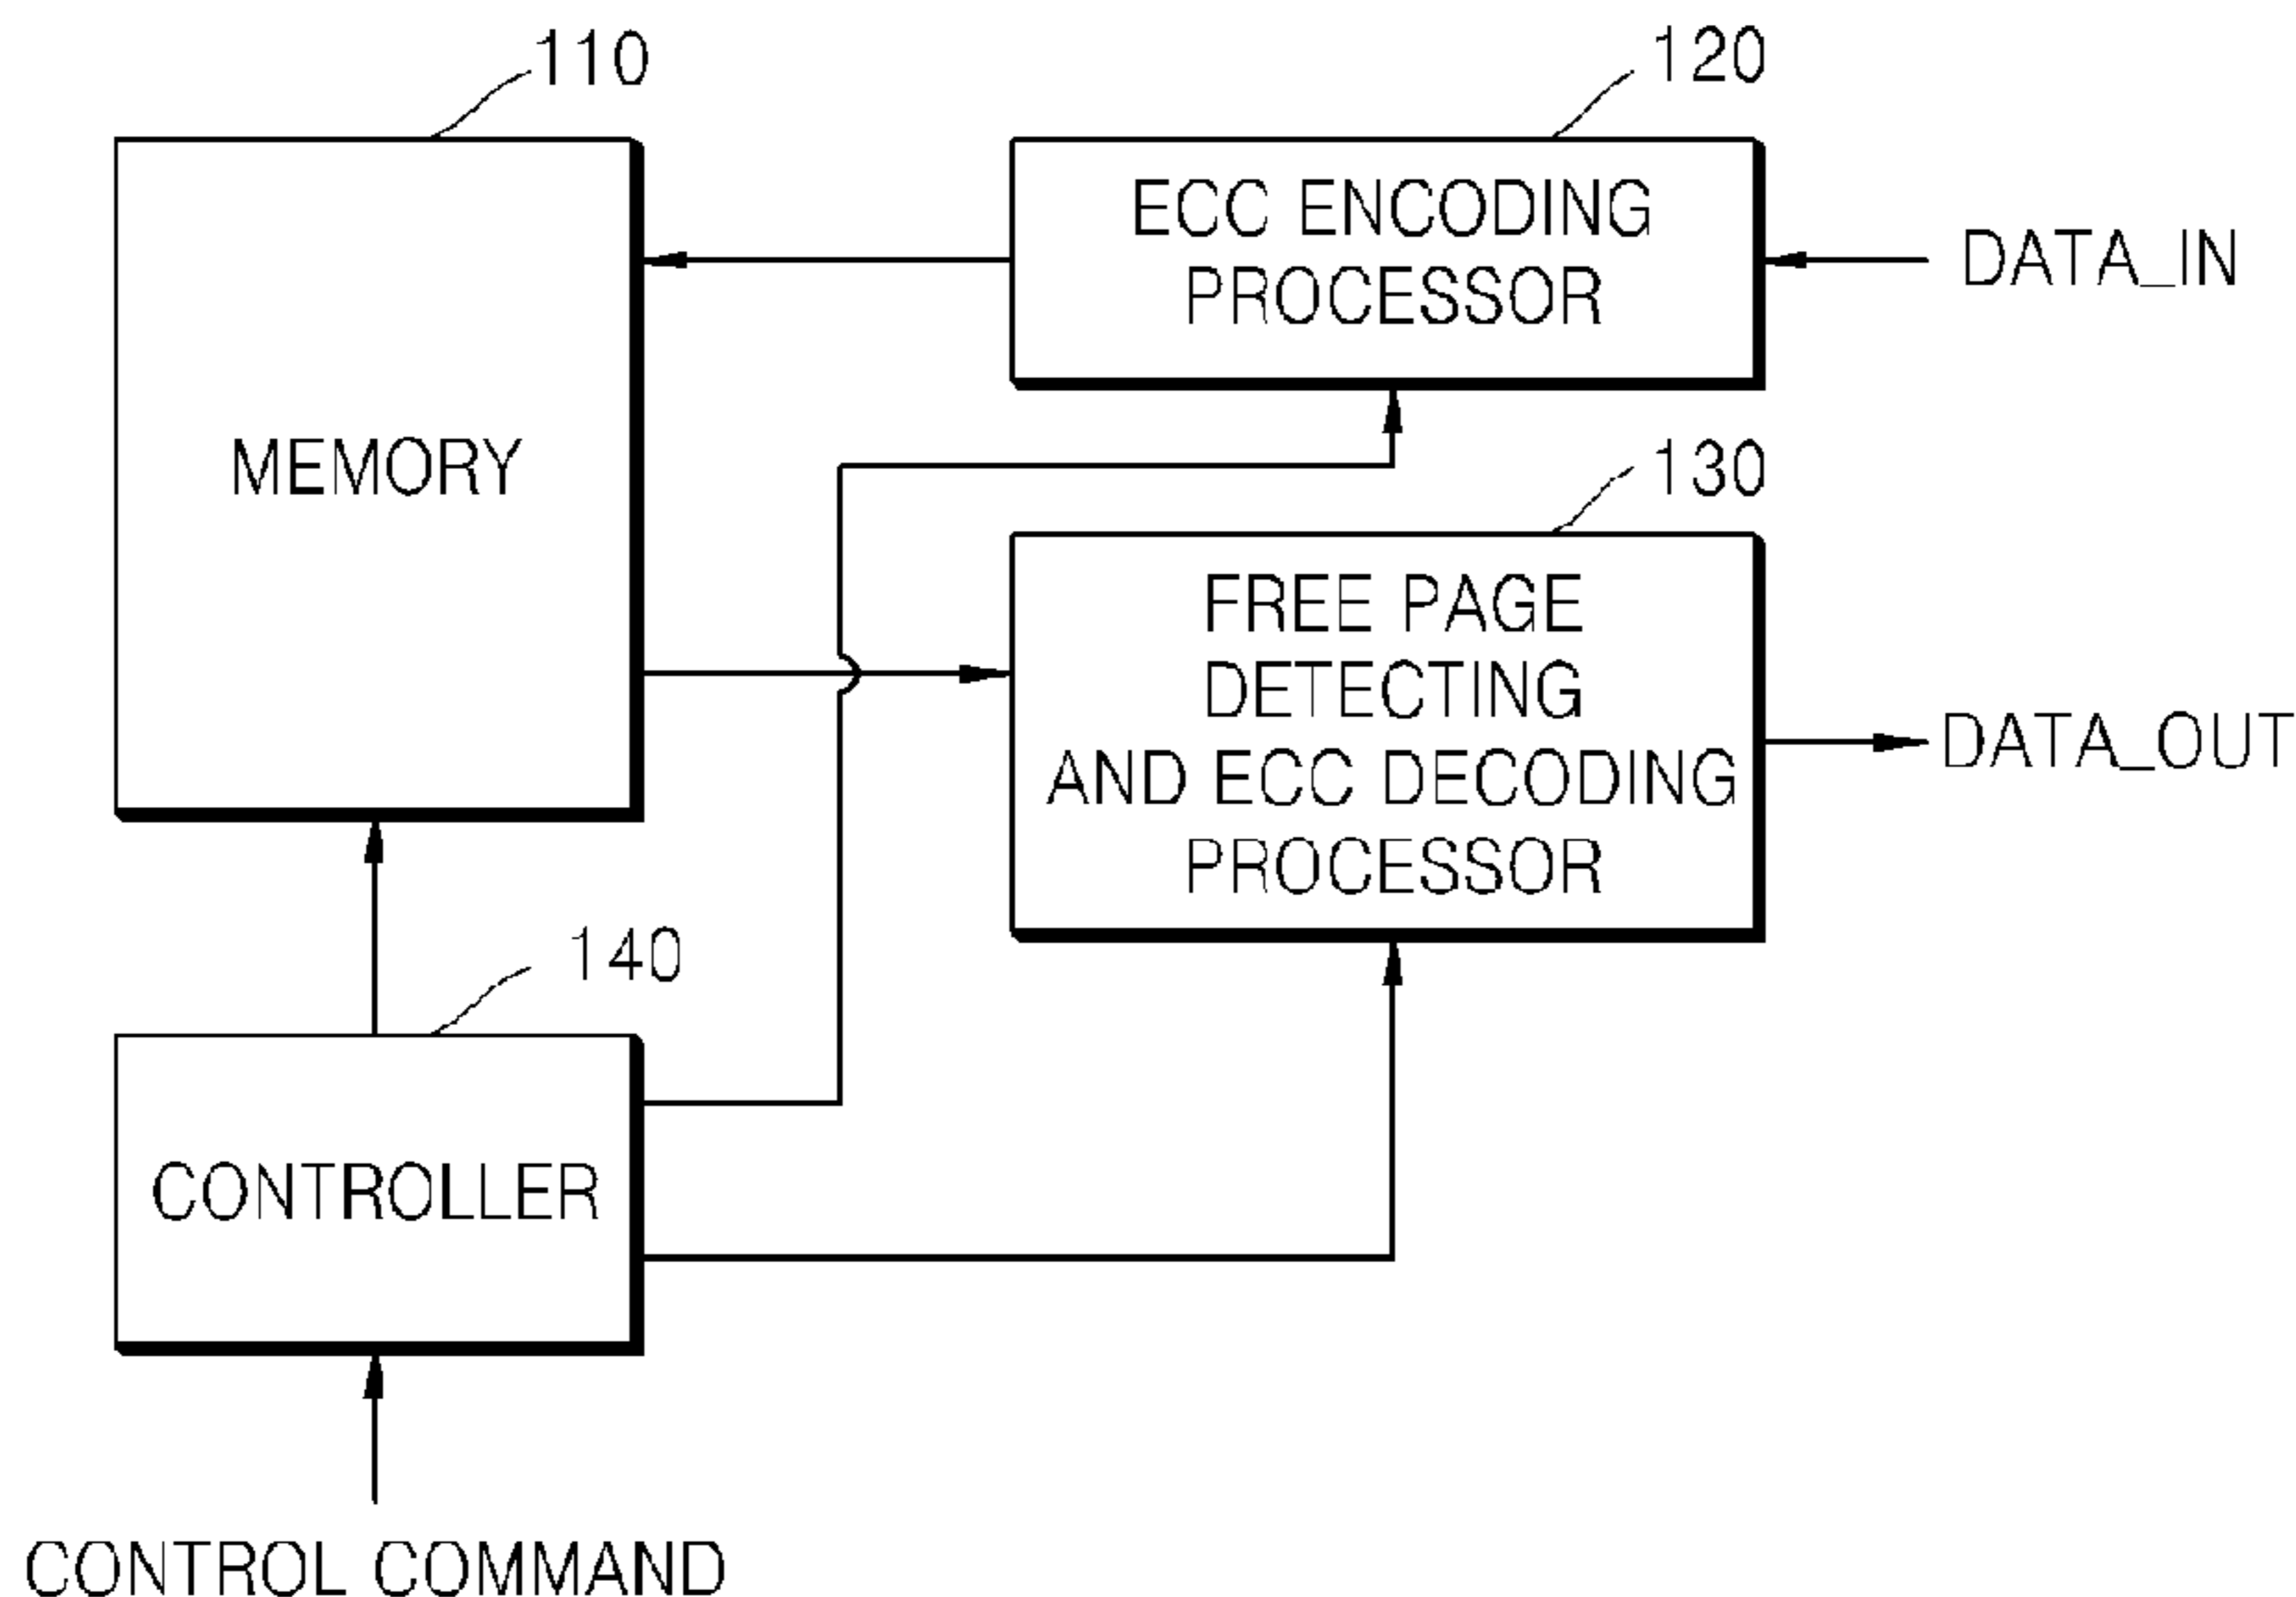 110
120
ECC ENCODING
PROCESSOR
DATA_IN
MEMORY
130
FREE PAGE
DETECTING
AND ECC DECODING
PROCESSOR
DATA_OUT
140
CONTROLLER
CONTROL COMMAND